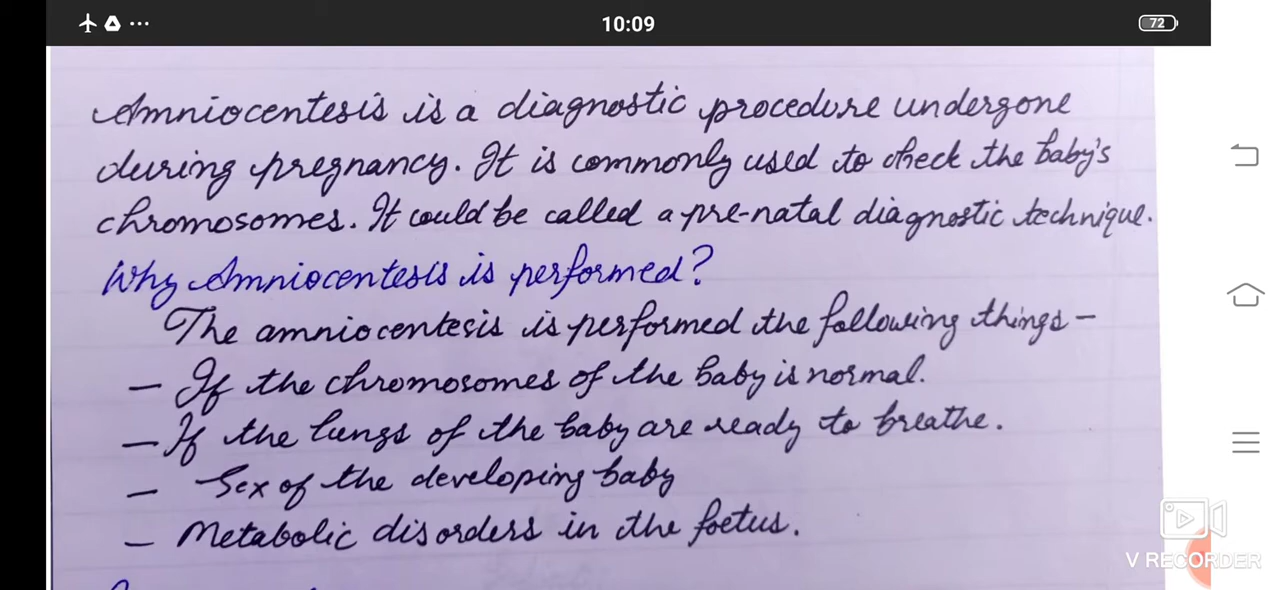 10:09
72
Amniocentesis is a diagnostic procedure undergone
during pregnancy. It is commonly used to check the baby's
chromosomes. It could be called a pre-natal diagnostic technique.
Why Amniocentesis is performed?
The amniocentesis is performed the following things -
- If the chromosomes of the baby is normal.
- If the lungs of the baby are ready to breathe.
- Sex of the developing baby
- Metabolic disorders in the foetus.
V RECORDER